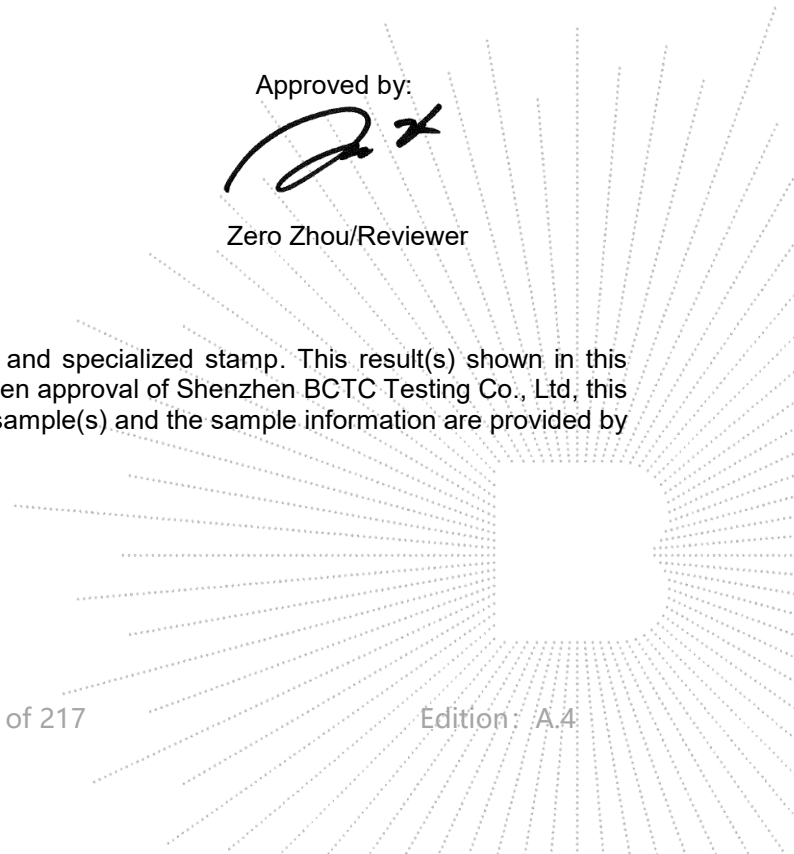 Approved by:
Zero Zhou/Reviewer
and specialized stamp. This result(s) shown in this
en approval of Shenzhen BCTC Testing Co., Ltd, this
sample(s) and the sample information are provided by
of 217
Edition：A.4